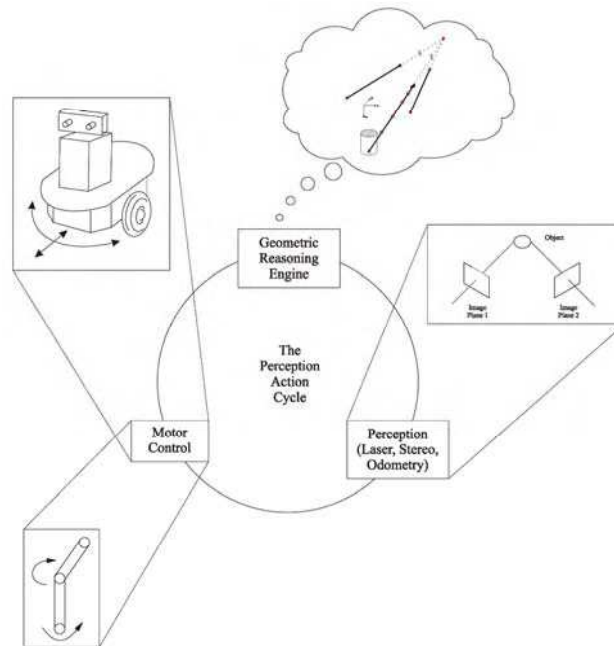 Geometric
Reasoning
Engine
Object
Image
Plane 1
Image
Plane 2
The
Perception
Action
Cycle
Motor
Control
Perception
(Laser, Stereo,
Odometry)